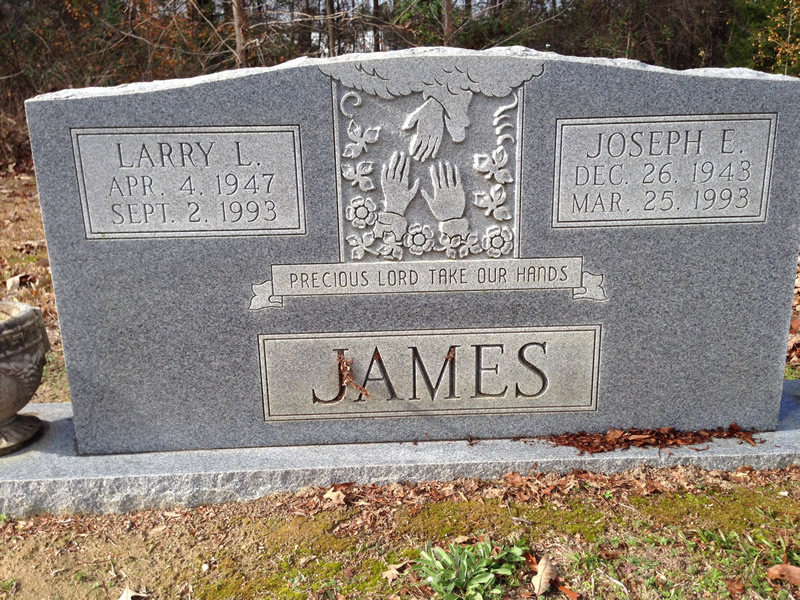 LARRY L.
APR. 4, 1947
SEPT. 2, 1993
JOSEPH E.
DEC. 26, 1943
MAR. 25, 1993
PRECIOUS LORD TAKE OUR HANDS
JAMES